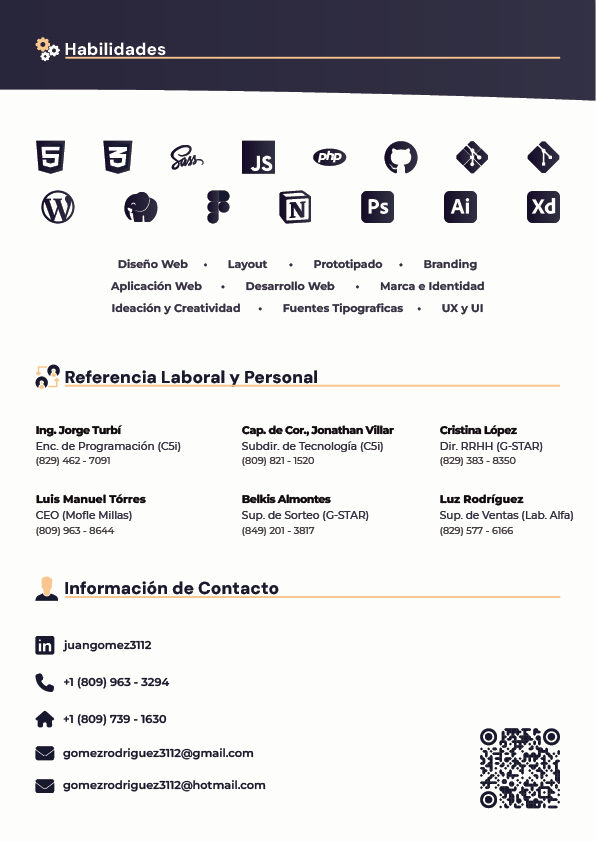 Habilidades
5 3 Sass JS php
N Ps Ai Xd
Diseño Web • Layout • Prototipado • Branding
Aplicación Web • Desarrollo Web • Marca e Identidad
Ideación y Creatividad • Fuentes Tipograficas • UX y UI
Referencia Laboral y Personal
Ing. Jorge Turbí
Enc. de Programación (C5i)
(829) 462 - 7091
Cap. de Cor., Jonathan Villar
Subdir. de Tecnología (C5i)
(809) 821 - 1520
Cristina López
Dir. RRHH (G-STAR)
(829) 383 - 8350
Luis Manuel Tórres
CEO (Mofle Millas)
(809) 963 - 8644
Belkis Almontes
Sup. de Sorteo (G-STAR)
(849) 201 - 3817
Luz Rodríguez
Sup. de Ventas (Lab. Alfa)
(829) 577 - 6166
Información de Contacto
in juangomez3112
+1 (809) 963 - 3294
+1 (809) 739 - 1630
gomezrodriguez3112@gmail.com
gomezrodriguez3112@hotmail.com